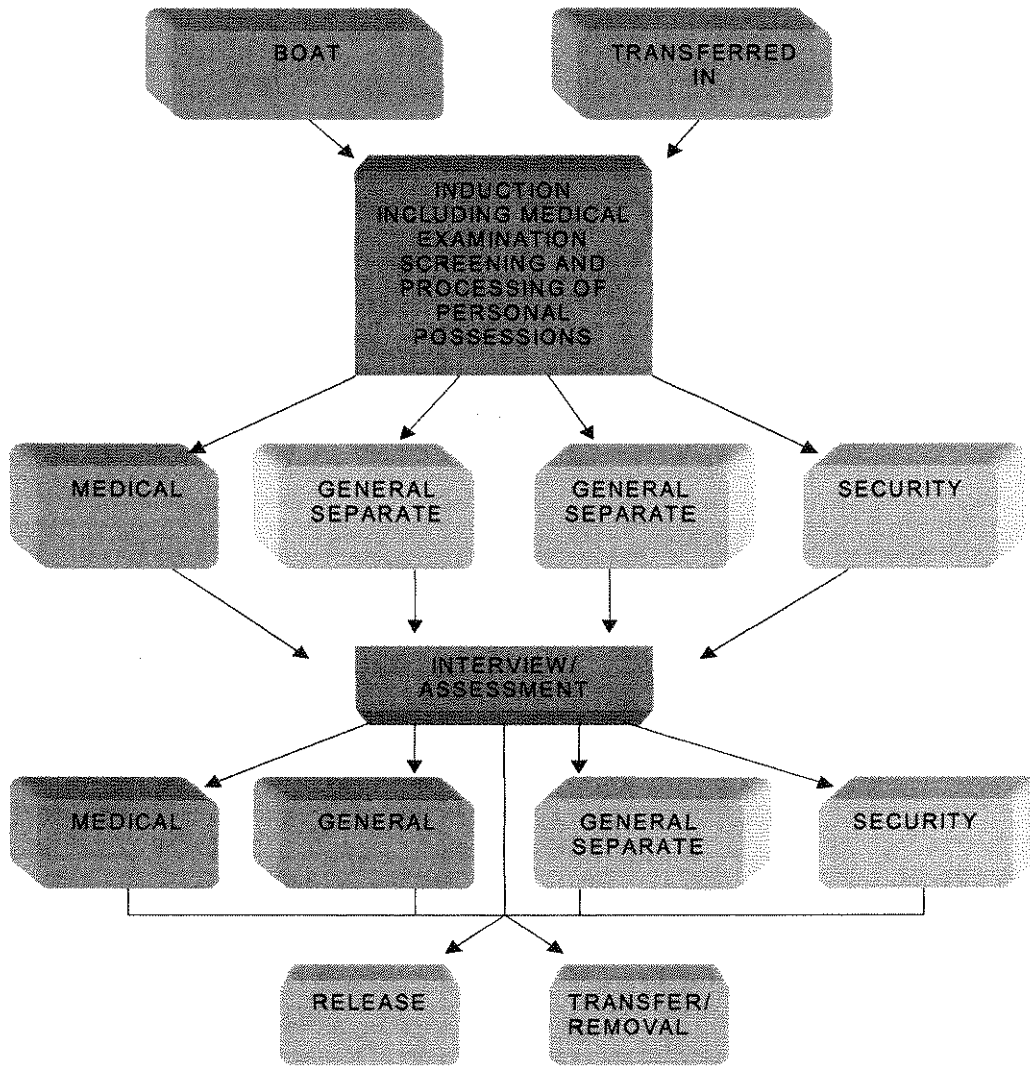 BOAT
TRANSFERRED
IN
INDUCTION
INCLUDING MEDICAL
EXAMINATION
SCREENING AND
PROCESSING OF
PERSONAL
POSSESSIONS
MEDICAL
GENERAL
SEPARATE
GENERAL
SEPARATE
SECURITY
INTERVIEW/
ASSESSMENT
MEDICAL
GENERAL
GENERAL
SEPARATE
SECURITY
RELEASE
TRANSFER/
REMOVAL